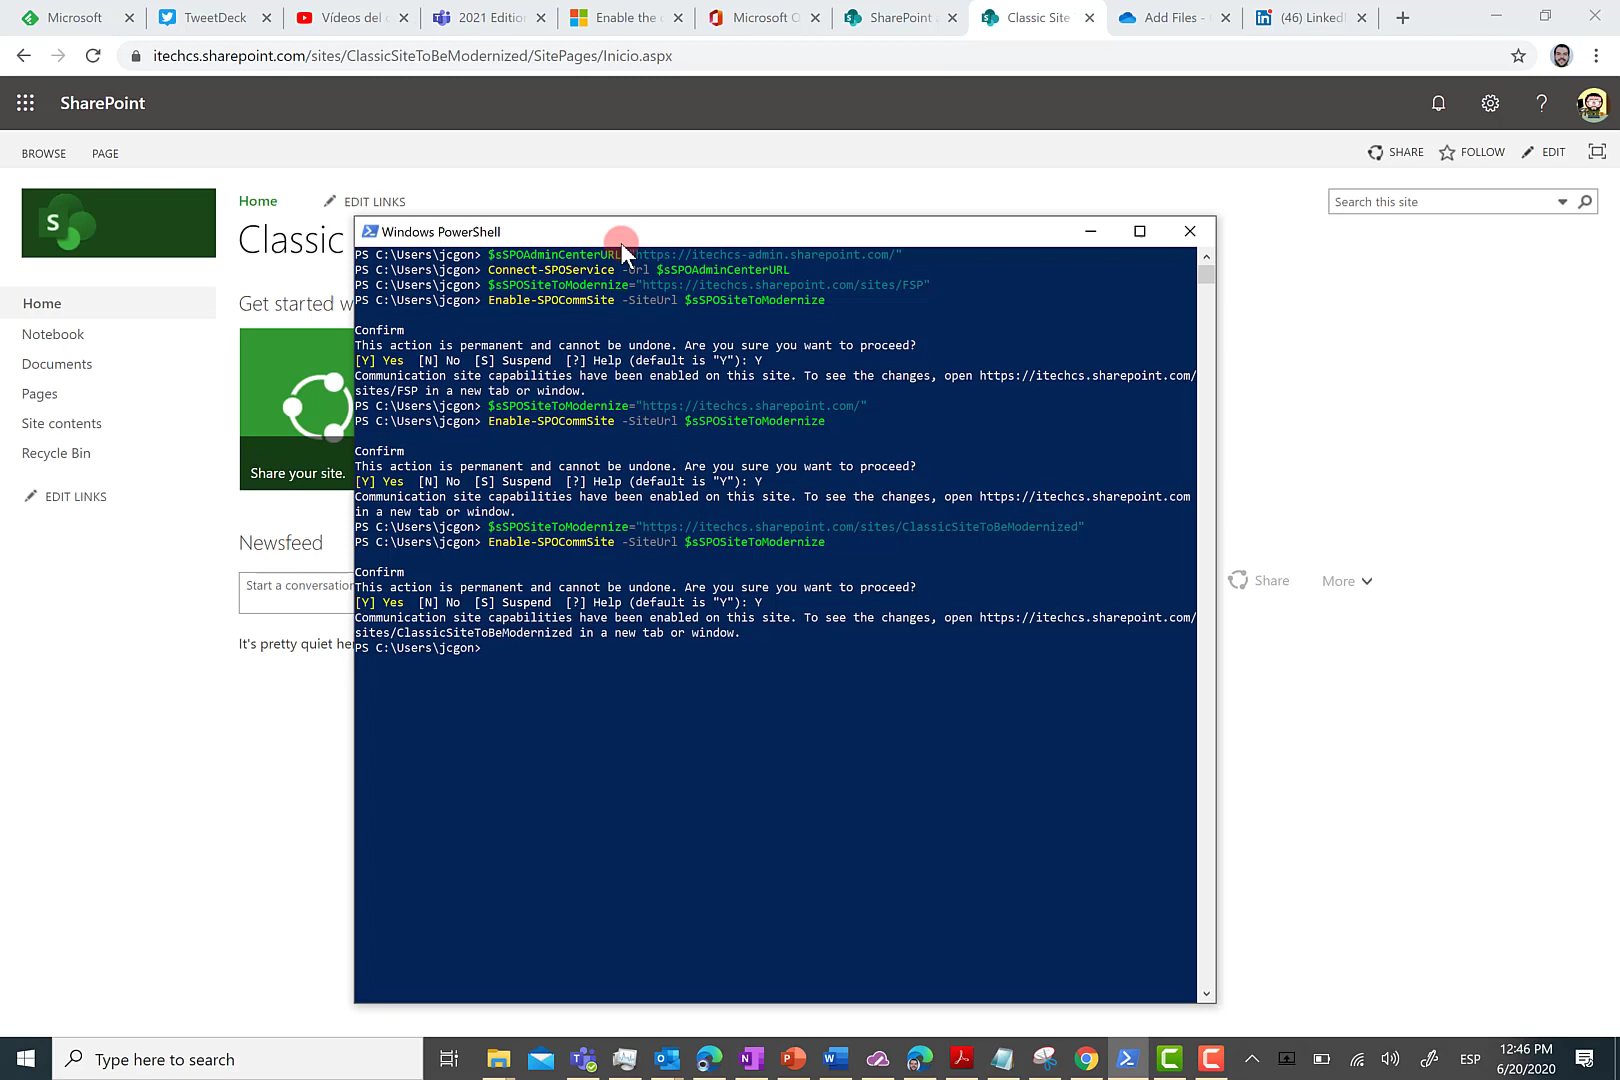 Microsoft
TweetDeck
Vídeos del c
2021 Edition
Enable the c
Microsoft O
SharePoint a
Classic Site
Add Files -
(46) LinkedI
itechcs.sharepoint.com/sites/ClassicSiteToBeModernized/SitePages/Inicio.aspx
SharePoint
BROWSE
PAGE
SHARE
FOLLOW
EDIT
S
Home
EDIT LINKS
Search this site
Classic
Windows PowerShell
PS C:\Users\jcgon> $sSPOAdminCenterURL="https://itechcs-admin.sharepoint.com/"
PS C:\Users\jcgon> Connect-SPOService -Url $sSPOAdminCenterURL
PS C:\Users\jcgon> $sSPOSiteToModernize="https://itechcs.sharepoint.com/sites/FSP"
PS C:\Users\jcgon> Enable-SPOCommSite -SiteUrl $sSPOSiteToModernize
Confirm
This action is permanent and cannot be undone. Are you sure you want to proceed?
[Y] Yes [N] No [S] Suspend [?] Help (default is "Y"): Y
Communication site capabilities have been enabled on this site. To see the changes, open https://itechcs.sharepoint.com/
sites/FSP in a new tab or window.
PS C:\Users\jcgon> $sSPOSiteToModernize="https://itechcs.sharepoint.com/"
PS C:\Users\jcgon> Enable-SPOCommSite -SiteUrl $sSPOSiteToModernize
Confirm
This action is permanent and cannot be undone. Are you sure you want to proceed?
[Y] Yes [N] No [S] Suspend [?] Help (default is "Y"): Y
Communication site capabilities have been enabled on this site. To see the changes, open https://itechcs.sharepoint.com
in a new tab or window.
PS C:\Users\jcgon> $sSPOSiteToModernize="https://itechcs.sharepoint.com/sites/ClassicSiteToBeModernized"
PS C:\Users\jcgon> Enable-SPOCommSite -SiteUrl $sSPOSiteToModernize
Confirm
This action is permanent and cannot be undone. Are you sure you want to proceed?
[Y] Yes [N] No [S] Suspend [?] Help (default is "Y"): Y
Communication site capabilities have been enabled on this site. To see the changes, open https://itechcs.sharepoint.com/
sites/ClassicSiteToBeModernized in a new tab or window.
PS C:\Users\jcgon>
Home
Notebook
Documents
Pages
Site contents
Recycle Bin
EDIT LINKS
Get started w
Share your site.
Newsfeed
Start a conversation
It's pretty quiet he
Share
More
Type here to search
ESP
12:46 PM
6/20/2020